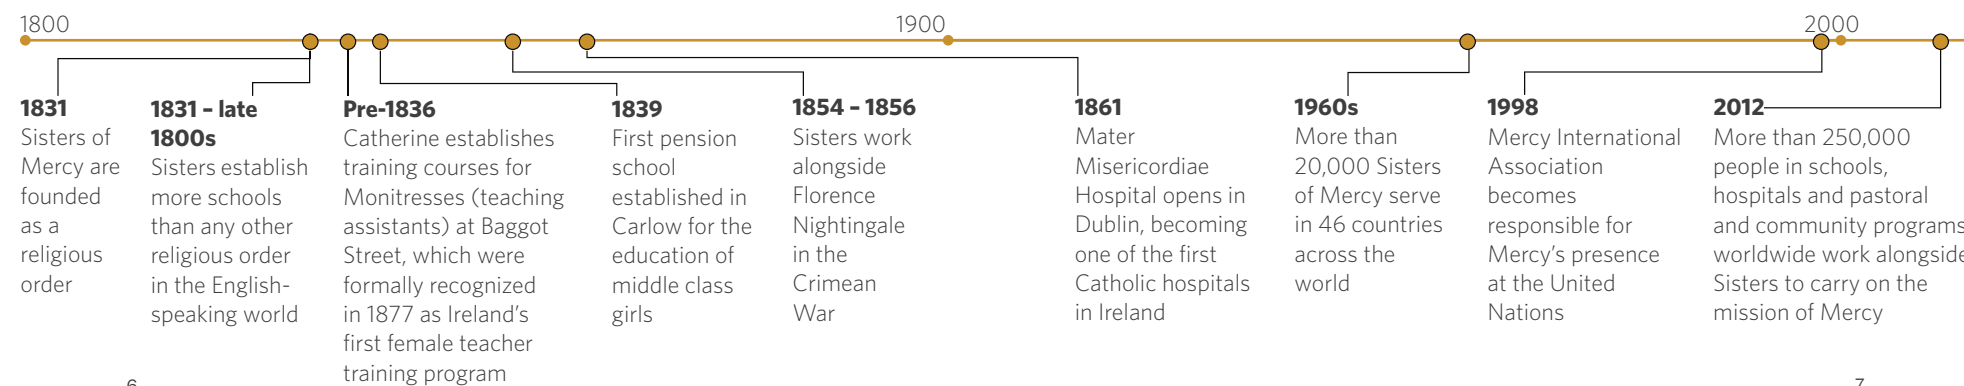 1800
1900
2000
1831
Sisters of
Mercy are
founded
as a
religious
order
1831 – late
1800s
Sisters establish
more schools
than any other
religious order
in the English-
speaking world
Pre-1836
Catherine establishes
training courses for
Monitresses (teaching
assistants) at Baggot
Street, which were
formally recognized
in 1877 as Ireland’s
first female teacher
training program
1839
First pension
school
established in
Carlow for the
education of
middle class
girls
1854 – 1856
Sisters work
alongside
Florence
Nightingale
in the
Crimean
War
1861
Mater
Misericordiae
Hospital opens in
Dublin, becoming
one of the first
Catholic hospitals
in Ireland
1960s
More than
20,000 Sisters
of Mercy serve
in 46 countries
across the
world
1998
Mercy International
Association
becomes
responsible for
Mercy’s presence
at the United
Nations
2012
More than 250,000
people in schools,
hospitals and pastoral
and community programs
worldwide work alongside
Sisters to carry on the
mission of Mercy
6
7